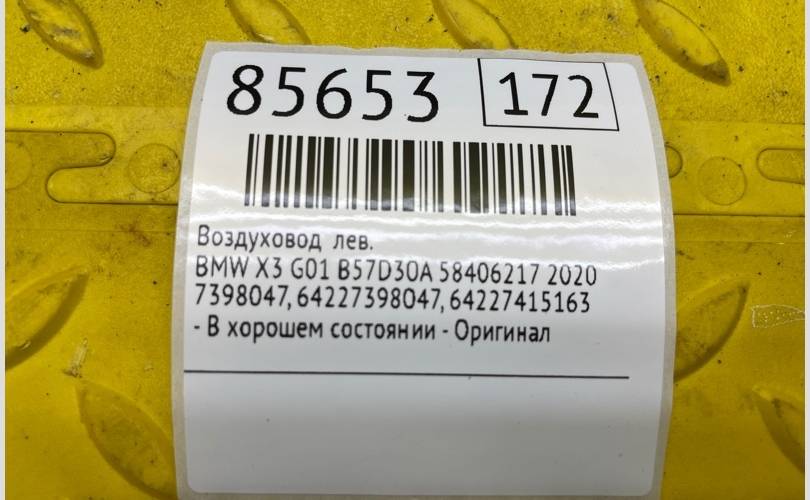 85653 172
Воздуховод лев.
BMW X3 G01 B57D30A 58406217 2020
7398047, 64227398047, 64227415163
- В хорошем состоянии - Оригинал